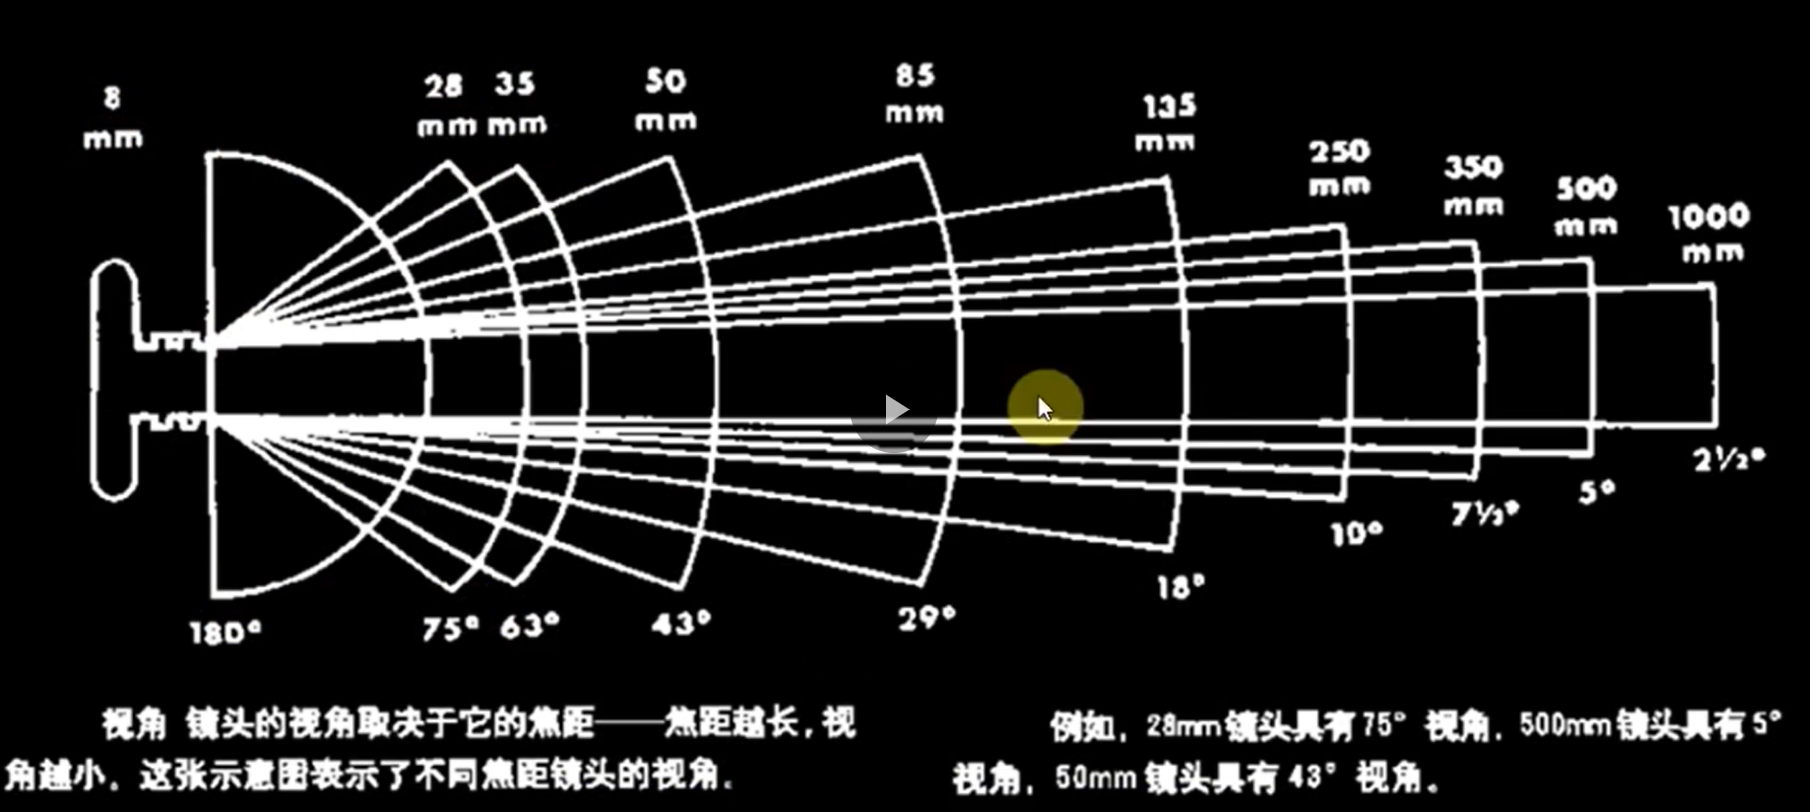 8
mm
28
mm
35
mm
50
mm
85
mm
135
mm
250
mm
350
mm
500
mm
1000
mm
180°
75°
63°
43°
29°
18°
10°
7½°
5°
2½°
视角 镜头的视角取决于它的焦距——焦距越长，视
角越小。这张示意图表示了不同焦距镜头的视角。
例如，28mm镜头具有75° 视角，500mm镜头具有5°
视角，50mm 镜头具有 43° 视角。